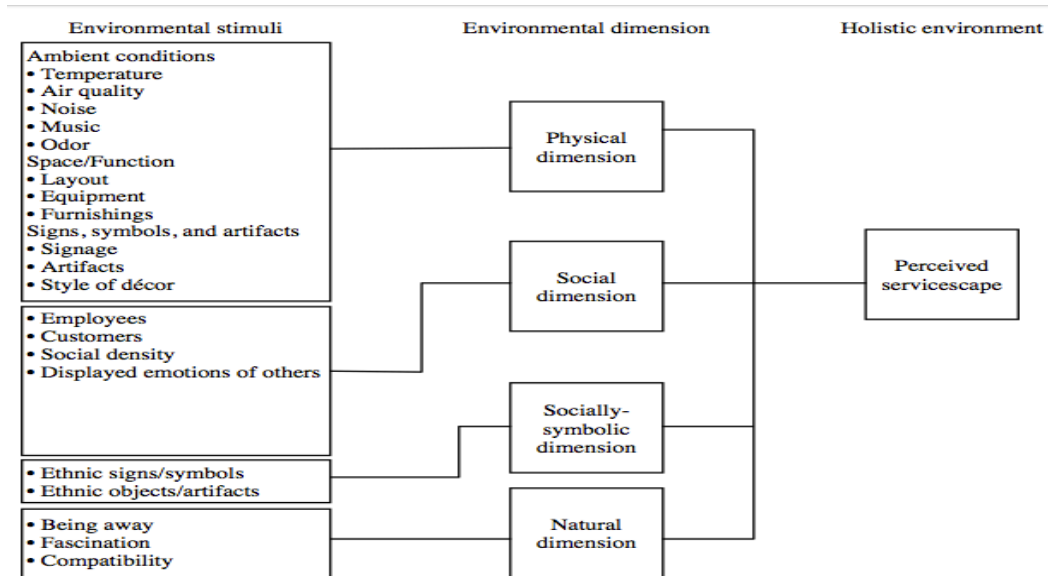 Environmental stimuli
Environmental dimension
Holistic environment
Ambient conditions
• Temperature
• Air quality
• Noise
• Music
• Odor
Space/Function
• Layout
• Equipment
• Furnishings
Signs, symbols, and artifacts
• Signage
• Artifacts
• Style of décor
• Employees
• Customers
• Social density
• Displayed emotions of others
• Ethnic signs/symbols
• Ethnic objects/artifacts
• Being away
• Fascination
• Compatibility
Physical
dimension
Social
dimension
Socially-
symbolic
dimension
Natural
dimension
Perceived
servicescape